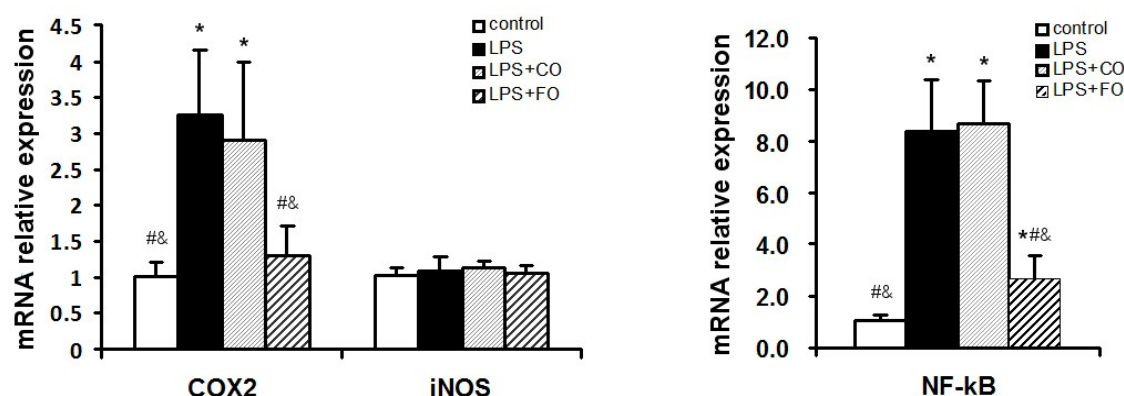 mRNA relative expression
4.5
4
3.5
3
2.5
2
1.5
1
0.5
0
control
LPS
LPS+CO
LPS+FO
#&
*
*
#&
COX2
iNOS
mRNA relative expression
12.0
10.0
8.0
6.0
4.0
2.0
0.0
control
LPS
LPS+CO
LPS+FO
#&
*
*
*#&
NF-kB